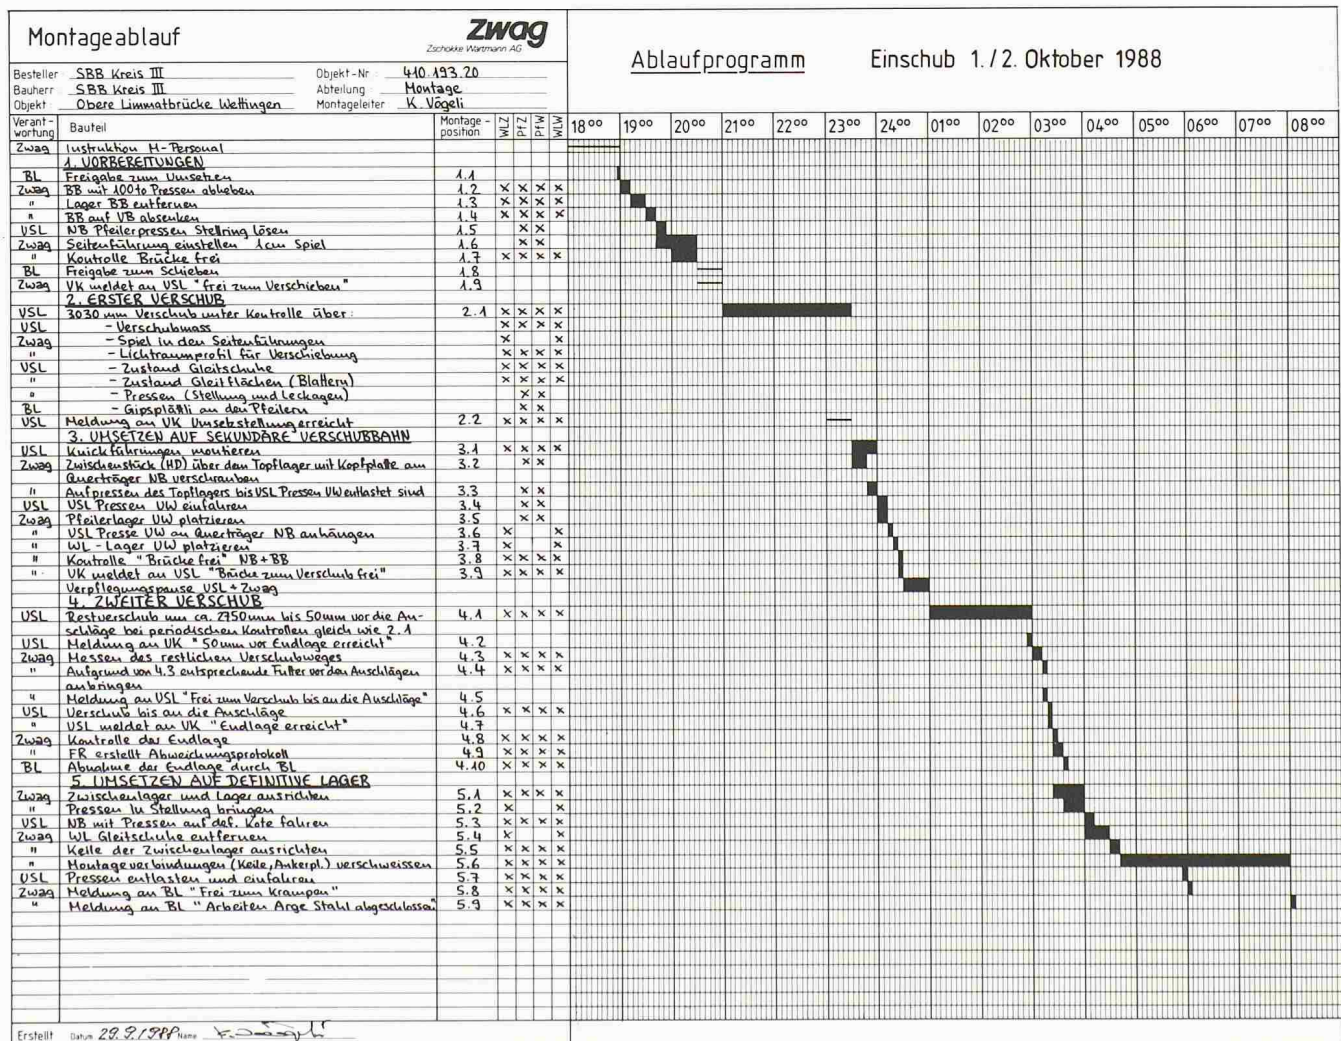 Montageablauf
Zwag
Zschokke Wartmann AG
Besteller SBB Kreis III Objekt-Nr 410.193.20
Bauherr SBB Kreis III Abteilung Montage
Objekt Obere Limmatbrücke Wettingen Montageleiter K. Vögeli
Ablaufprogramm Einschub 1./2. Oktober 1988
Verant-wortung Bauteil Montage-position WLZ PfZ PfW WLW 18⁰⁰ 19⁰⁰ 20⁰⁰ 21⁰⁰ 22⁰⁰ 23⁰⁰ 24⁰⁰ 01⁰⁰ 02⁰⁰ 03⁰⁰ 04⁰⁰ 05⁰⁰ 06⁰⁰ 07⁰⁰ 08⁰⁰
Zwag Instruktion M-Personal
1. VORBEREITUNGEN
BL Freigabe zum Umsetzen 1.1
Zwag BB mit 100to Pressen abheben 1.2 x x x x
" Lager BB entfernen 1.3 x x x x
" BB auf VB absenken 1.4 x x x x
USL NB Pfeilerpressen Stellring lösen 1.5 x x
Zwag Seitenführung einstellen 1cm Spiel 1.6 x x
" Kontrolle Brücke frei 1.7 x x x x
BL Freigabe zum Schieben 1.8
Zwag VK meldet an USL "frei zum Verschieben" 1.9
2. ERSTER VERSCHUB
USL 3030 mm Verschub unter Kontrolle über: 2.1 x x x x
USL - Verschubmass x x x x
Zwag - Spiel in den Seitenführungen x x
" - Lichtraumprofil für Verschiebung x x x x
USL - Zustand Gleitschuhe x x x x
" - Zustand Gleitflächen (Blattern) x x x x
" - Pressen (Stellung und Leckagen) x x
BL - Gipsplättli an den Pfeilern x x
USL Meldung an VK Umsetzstellung erreicht 2.2 x x x x
3. UMSETZEN AUF SEKUNDÄRE VERSCHUBBAHN
USL Knickführungen montieren 3.1 x x x x
Zwag Zwischenstück (HD) über dem Topflager mit Kopfplatte am 3.2 x x
Querträger NB verschrauben
" Aufpressen des Topflagers bis USL Pressen UW entlastet sind 3.3 x x
USL USL Pressen UW einfahren 3.4 x x
Zwag Pfeilerlager UW platzieren 3.5 x x
" USL Presse UW an Querträger NB anhängen 3.6 x x
" WL-Lager UW platzieren 3.7 x x
" Kontrolle "Brücke frei" NB+BB 3.8 x x x x
" VK meldet an USL "Brücke zum Verschub frei" 3.9 x x x x
Verpflegungspause USL + Zwag
4. ZWEITER VERSCHUB
USL Restverschub um ca. 2750mm bis 50mm vor die An- 4.1 x x x x
schläge bei periodischen Kontrollen gleich wie 2.1
USL Meldung an VK "50mm vor Endlage erreicht" 4.2
Zwag Messen des restlichen Verschubweges 4.3 x x x x
" Aufgrund von 4.3 entsprechende Futter vor den Anschlägen 4.4 x x x x
anbringen
" Meldung an USL "Frei zum Verschub bis an die Anschläge" 4.5
USL Verschub bis an die Anschläge 4.6 x x x x
" USL meldet an VK "Endlage erreicht" 4.7
Zwag Kontrolle der Endlage 4.8 x x x x
" FR erstellt Abweichungsprotokoll 4.9 x x x x
BL Abnahme der Endlage durch BL 4.10 x x x x
5. UMSETZEN AUF DEFINITIVE LAGER
Zwag Zwischenlager und Lager ausrichten 5.1 x x x x
" Pressen in Stellung bringen 5.2 x x
USL NB mit Pressen auf def. Kote fahren 5.3 x x x x
Zwag WL Gleitschuhe entfernen 5.4 x x
" Keile der Zwischenlager ausrichten 5.5 x x x x
" Montageverbindungen (Keile, Ankerpl.) verschweissen 5.6 x x x x
USL Pressen entlasten und einfahren 5.7 x x x x
Zwag Meldung an BL "Frei zum Krampen" 5.8 x x x x
" Meldung an BL "Arbeiten Arge Stahl abgeschlossen" 5.9 x x x x
Erstellt Datum 29.9.1988 Name